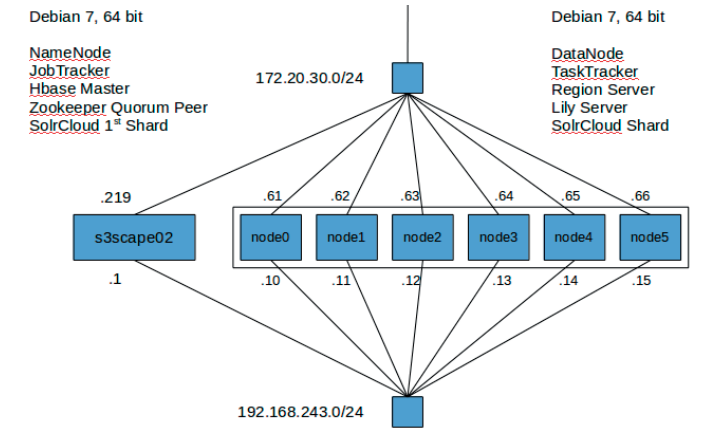 Debian 7, 64 bit
NameNode
JobTracker
Hbase Master
Zookeeper Quorum Peer
SolrCloud 1st Shard
Debian 7, 64 bit
DataNode
TaskTracker
Region Server
Lily Server
SolrCloud Shard
172.20.30.0/24
.219 .61 .62 .63 .64 .65 .66
s3scape02 node0 node1 node2 node3 node4 node5
.1 .10 .11 .12 .13 .14 .15
192.168.243.0/24